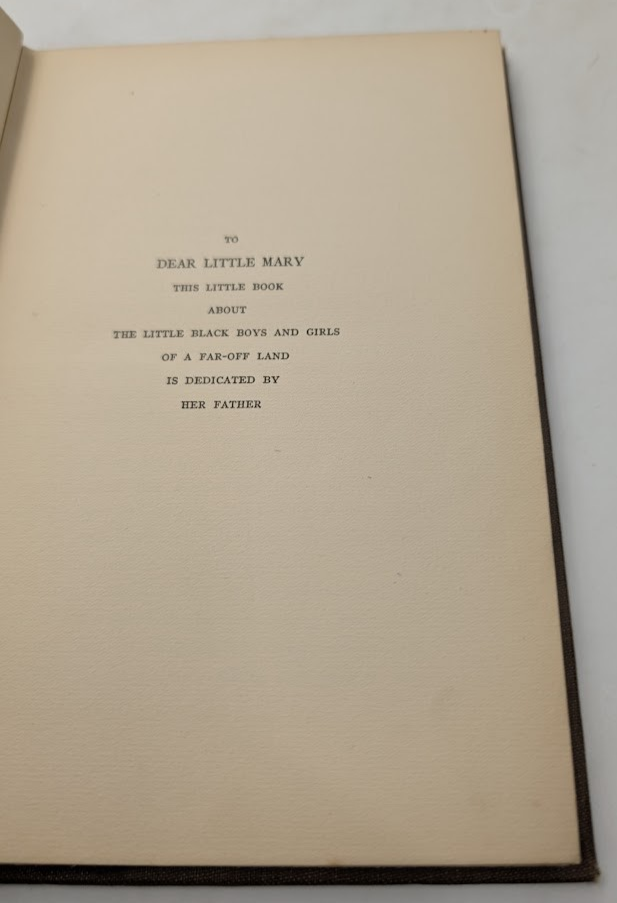 TO
DEAR LITTLE MARY
THIS LITTLE BOOK
ABOUT
THE LITTLE BLACK BOYS AND GIRLS
OF A FAR-OFF LAND
IS DEDICATED BY
HER FATHER